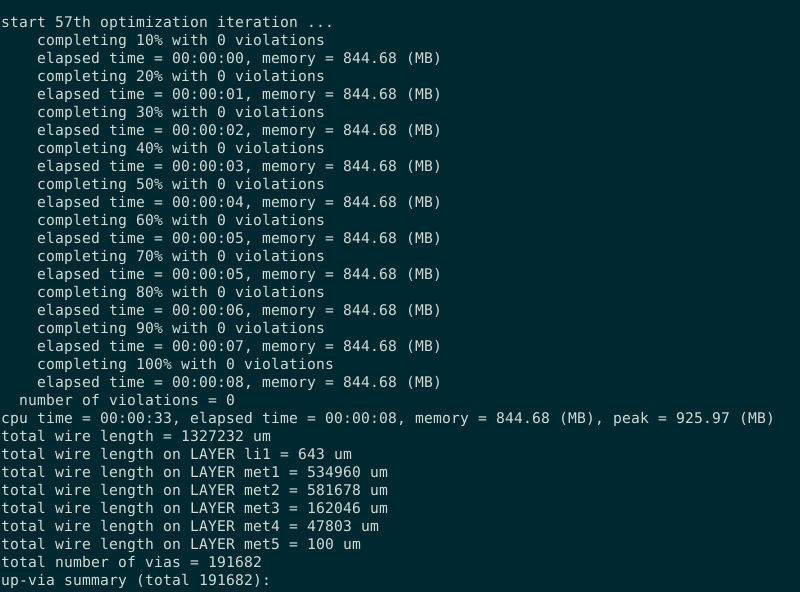 start 57th optimization iteration ...
    completing 10% with 0 violations
    elapsed time = 00:00:00, memory = 844.68 (MB)
    completing 20% with 0 violations
    elapsed time = 00:00:01, memory = 844.68 (MB)
    completing 30% with 0 violations
    elapsed time = 00:00:02, memory = 844.68 (MB)
    completing 40% with 0 violations
    elapsed time = 00:00:03, memory = 844.68 (MB)
    completing 50% with 0 violations
    elapsed time = 00:00:04, memory = 844.68 (MB)
    completing 60% with 0 violations
    elapsed time = 00:00:05, memory = 844.68 (MB)
    completing 70% with 0 violations
    elapsed time = 00:00:05, memory = 844.68 (MB)
    completing 80% with 0 violations
    elapsed time = 00:00:06, memory = 844.68 (MB)
    completing 90% with 0 violations
    elapsed time = 00:00:07, memory = 844.68 (MB)
    completing 100% with 0 violations
    elapsed time = 00:00:08, memory = 844.68 (MB)
  number of violations = 0
cpu time = 00:00:33, elapsed time = 00:00:08, memory = 844.68 (MB), peak = 925.97 (MB)
total wire length = 1327232 um
total wire length on LAYER li1 = 643 um
total wire length on LAYER met1 = 534960 um
total wire length on LAYER met2 = 581678 um
total wire length on LAYER met3 = 162046 um
total wire length on LAYER met4 = 47803 um
total wire length on LAYER met5 = 100 um
total number of vias = 191682
up-via summary (total 191682):